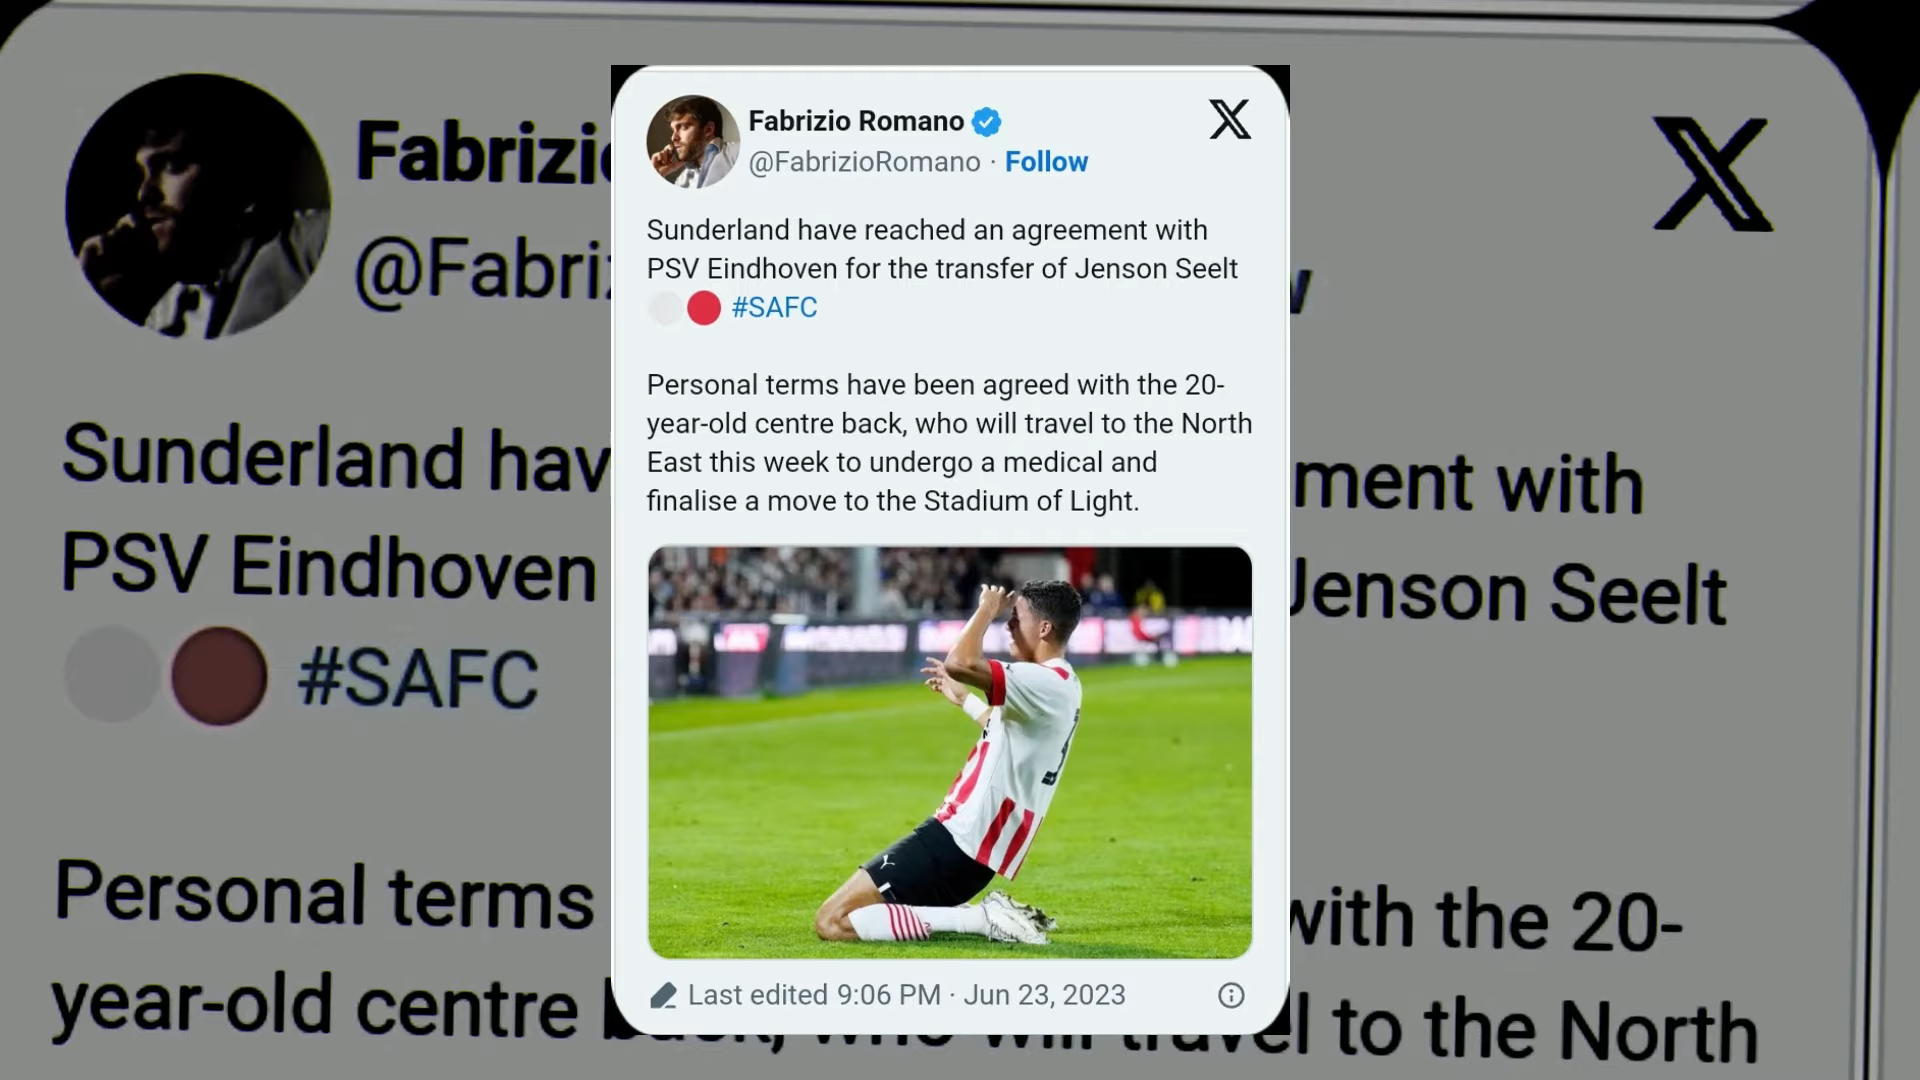 Fabrizio Romano
@FabrizioRomano · Follow
Sunderland have reached an agreement with
PSV Eindhoven for the transfer of Jenson Seelt
#SAFC
Personal terms have been agreed with the 20-
year-old centre back, who will travel to the North
East this week to undergo a medical and
finalise a move to the Stadium of Light.
Last edited 9:06 PM · Jun 23, 2023